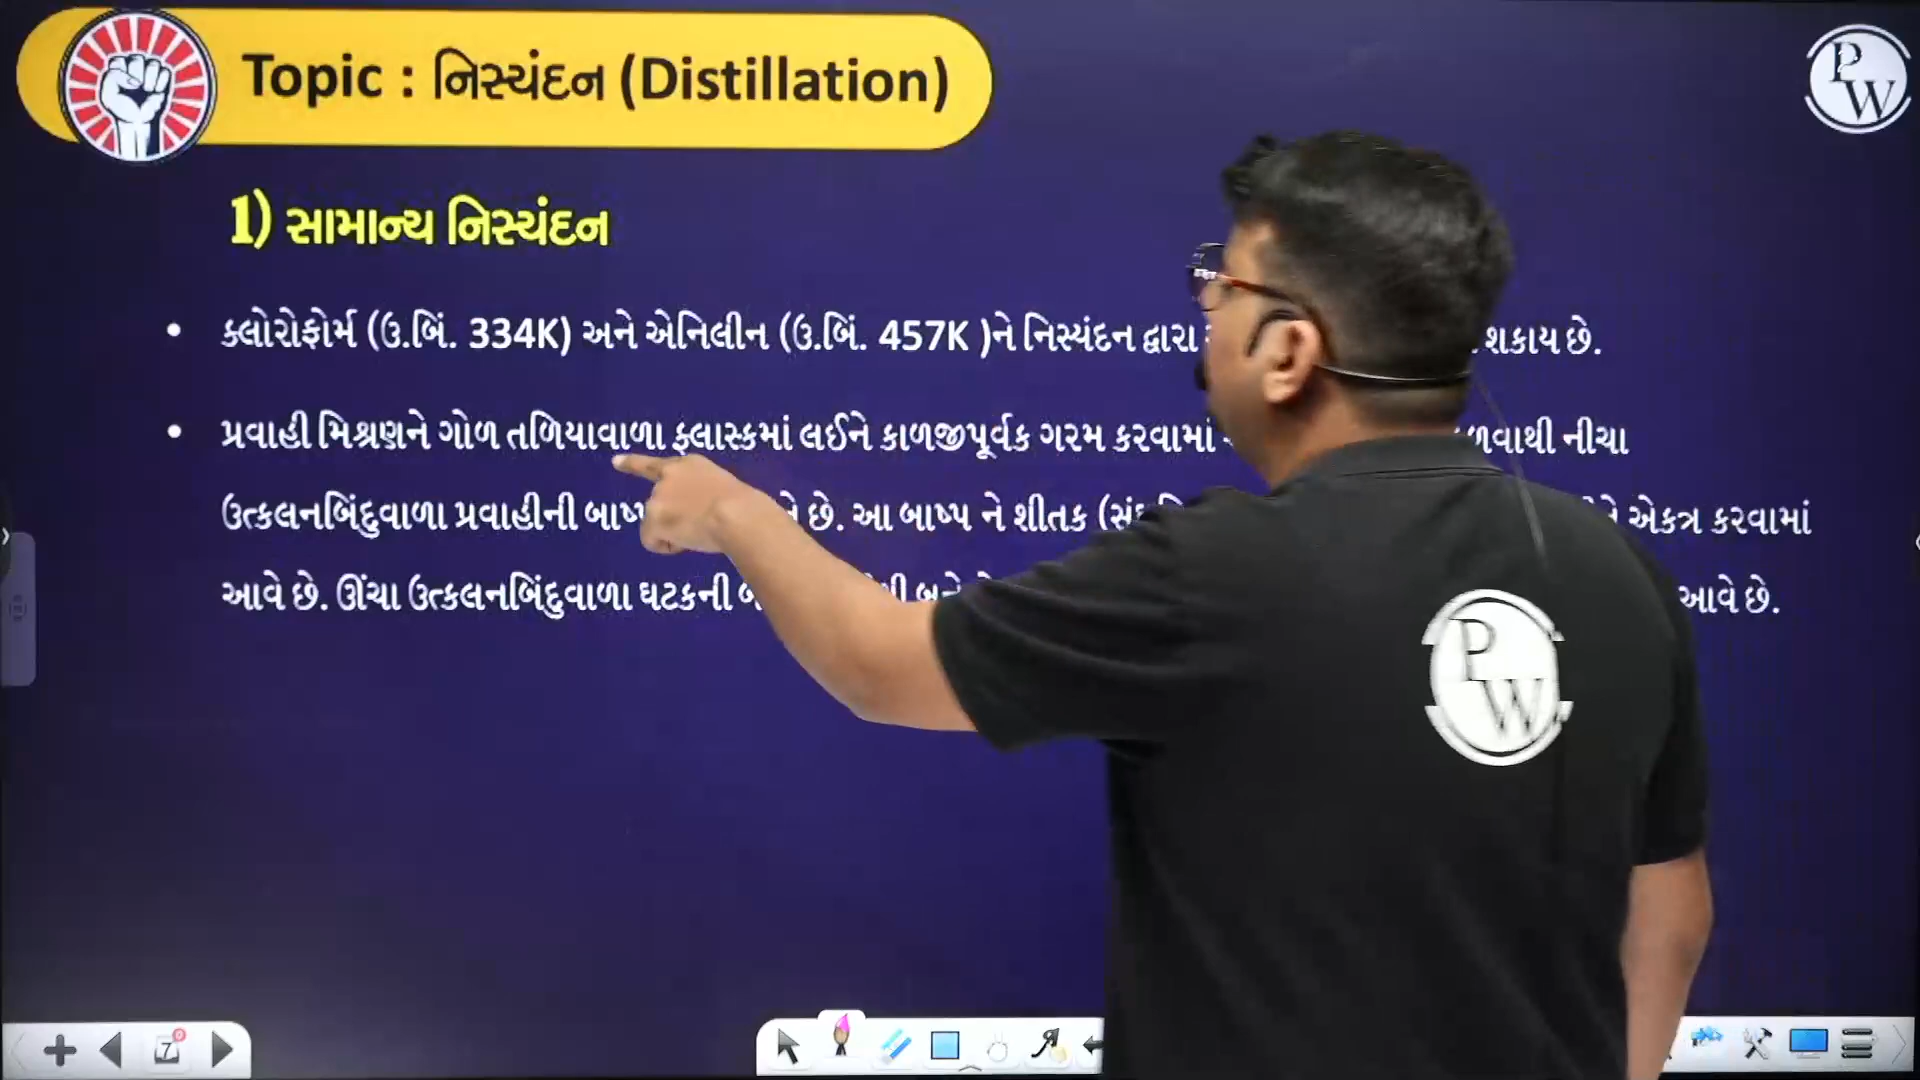 Topic : નિસ્યંદન (Distillation)
P
W
1) સામાન્ય નિસ્યંદન
• ક્લોરોફોર્મ (ઉ.બિં. 334K) અને એનિલીન (ઉ.બિં. 457K )ને નિસ્યંદન દ્વારા શકાય છે.
• પ્રવાહી મિશ્રણને ગોળ તળિયાવાળા ફ્લાસ્કમાં લઈને કાળજીપૂર્વક ગરમ કરવામાં નીચા
ઉત્કલનબિંદુવાળા પ્રવાહીની છે. આ બાષ્પ ને શીતક એકત્ર કરવામાં
આવે છે. ઊંચા ઉત્કલનબિંદુવાળા ઘટકની આવે છે.
P
W
7